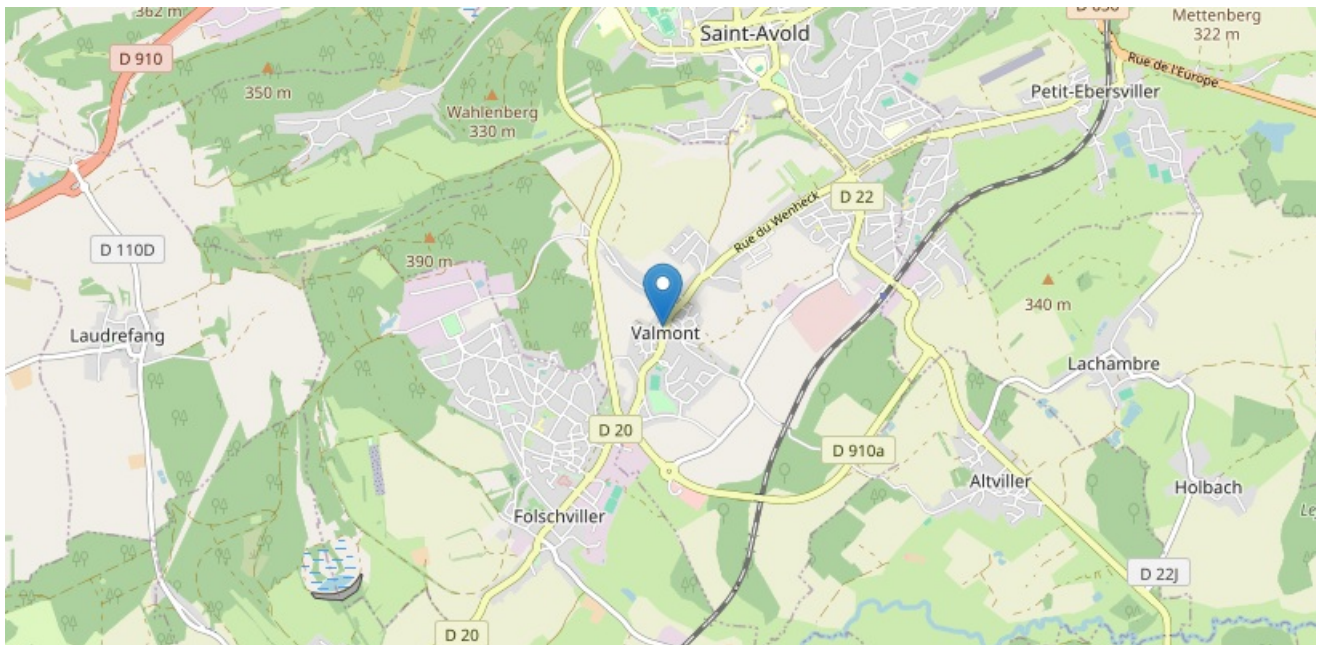 362 m
D 910
350 m
Wahlenberg
330 m
Saint-Avold
Mettenberg
322 m
Rue de l'Europe
Petit-Ebersviller
Rue du Wenheck
D 22
D 110D
390 m
340 m
Laudrefang
Valmont
Lachambre
D 20
D 910a
Altviller
Holbach
Folschviller
D 22J
D 20